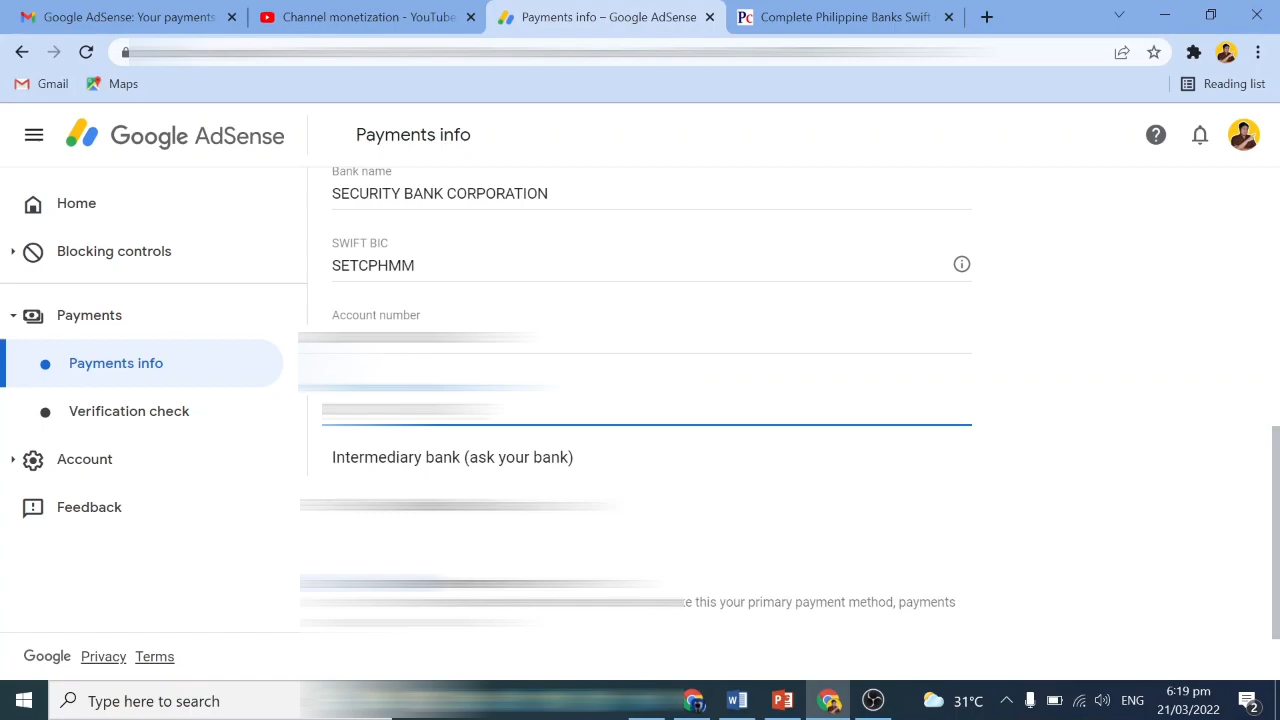 Google AdSense: Your payments
Channel monetization - YouTube
Payments info – Google AdSense
Pc Complete Philippine Banks Swift
Gmail
Maps
Reading list
Google AdSense
Payments info
Home
Blocking controls
Payments
Payments info
Verification check
Account
Feedback
Bank name
SECURITY BANK CORPORATION
SWIFT BIC
SETCPHMM
Account number
Intermediary bank (ask your bank)
this your primary payment method, payments
Google Privacy Terms
Type here to search
31°C
ENG
6:19 pm
21/03/2022
2